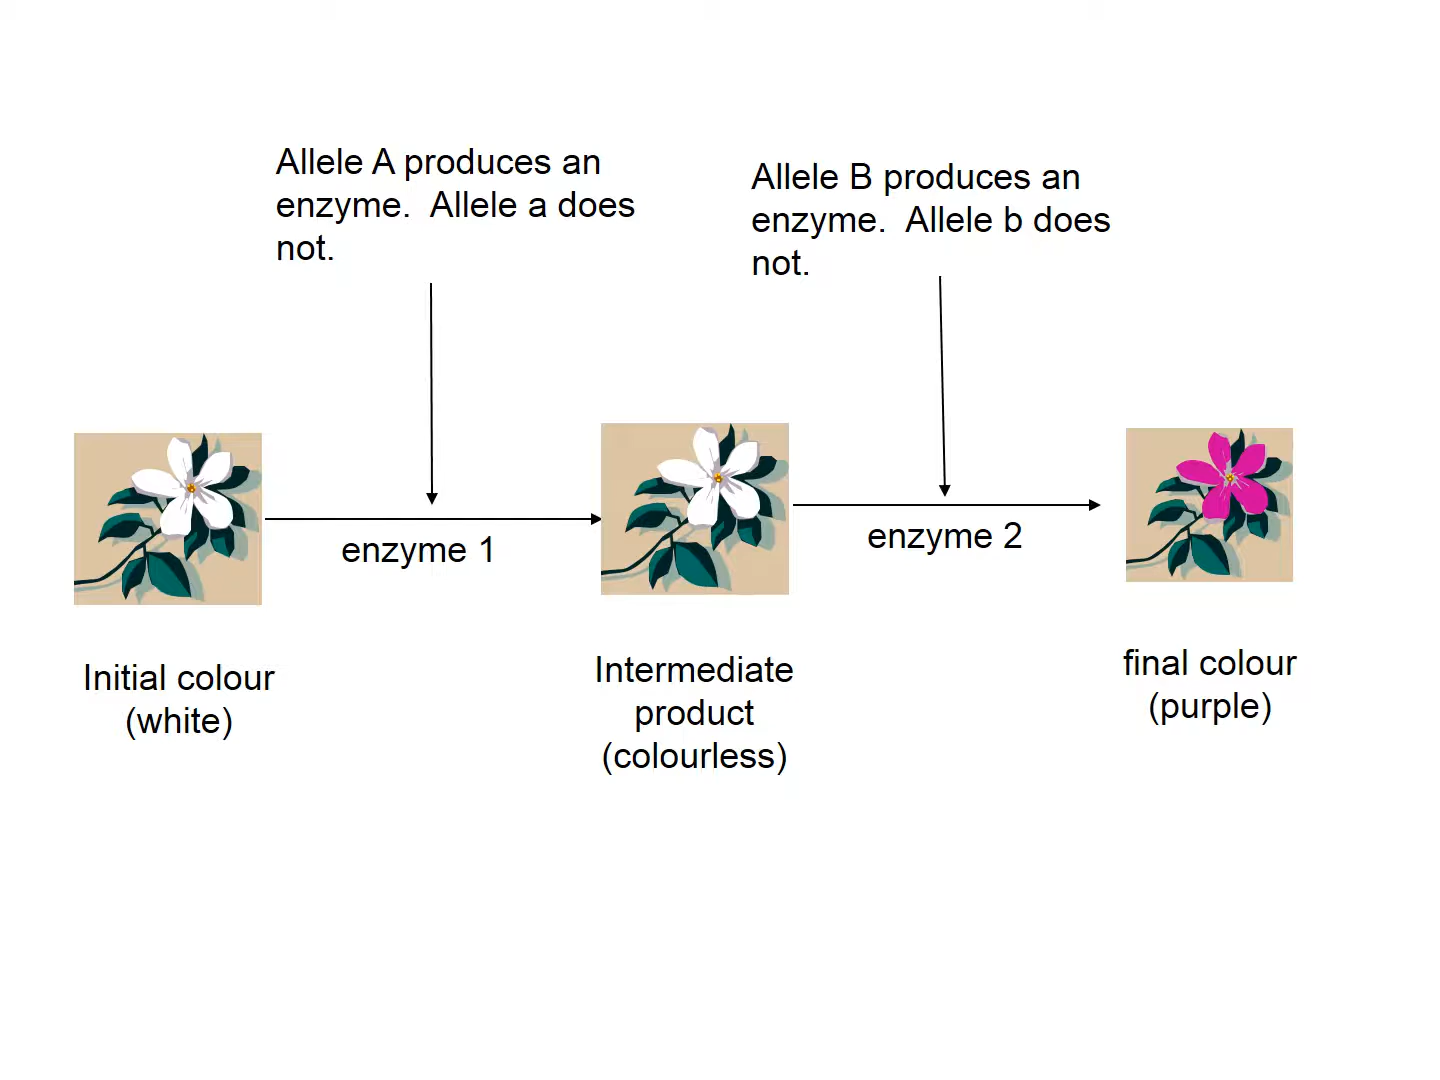 Allele A produces an
enzyme.  Allele a does
not.
Allele B produces an
enzyme.  Allele b does
not.
enzyme 1
enzyme 2
Initial colour
(white)
Intermediate
product
(colourless)
final colour
(purple)